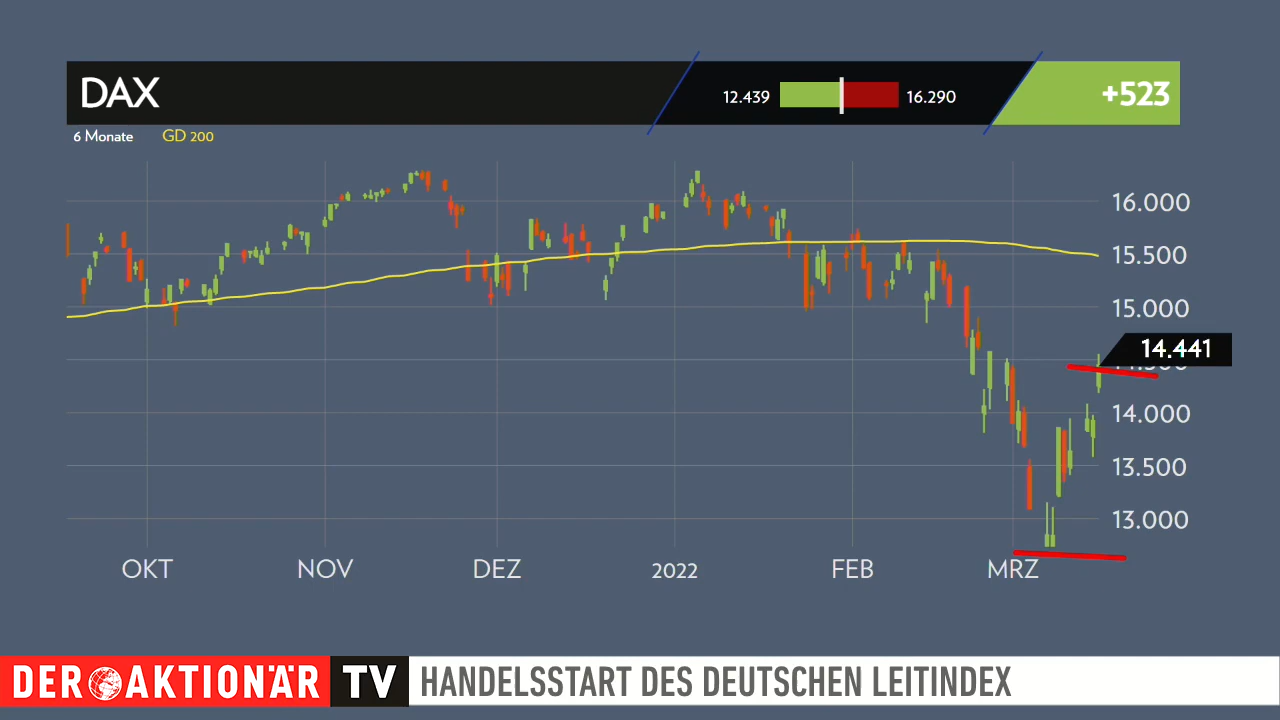 DAX
12.439
16.290
+523
6 Monate GD 200
16.000
15.500
15.000
14.441
14.000
13.500
13.000
OKT NOV DEZ 2022 FEB MRZ
DER AKTIONÄR TV HANDELSSTART DES DEUTSCHEN LEITINDEX